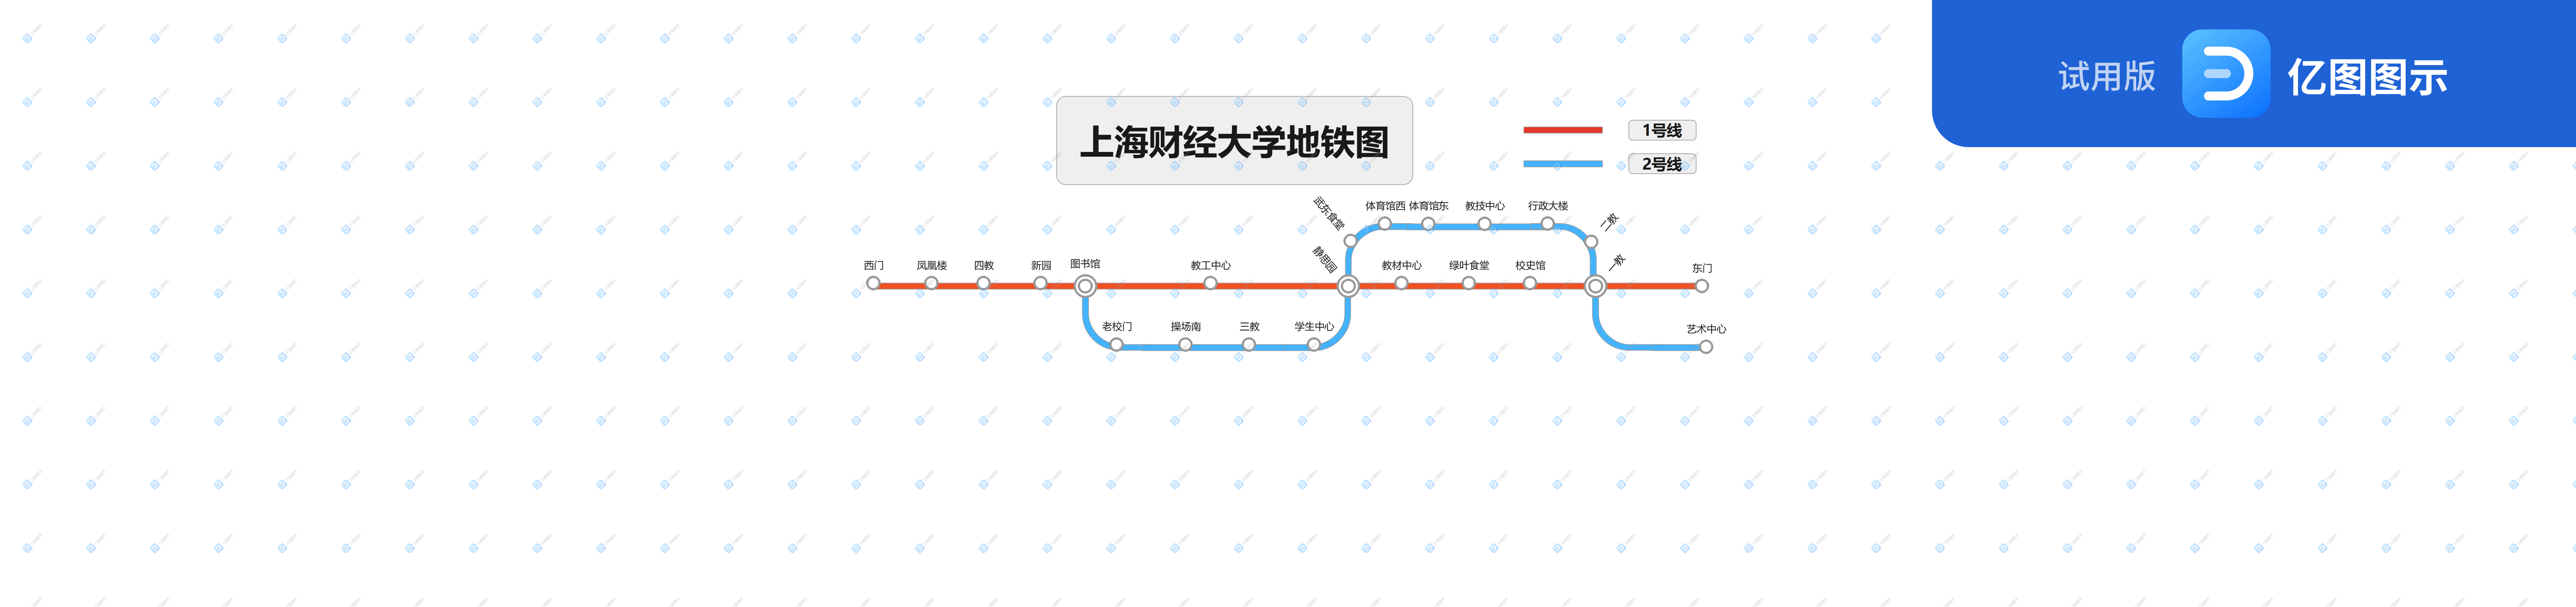 试用版
亿图图示
上海财经大学地铁图
1号线
2号线
武东食堂
体育馆西
体育馆东
教技中心
行政大楼
二教
西门
凤凰楼
四教
新园
图书馆
教工中心
静思园
教材中心
绿叶食堂
校史馆
一教
东门
老校门
操场南
三教
学生中心
艺术中心